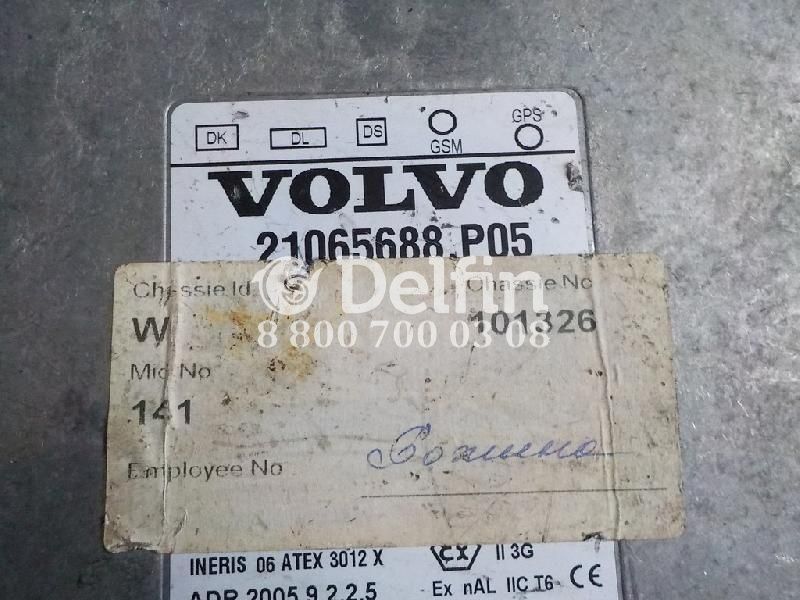 DK DL DS GSM GPS
VOLVO
21065688 P05
Delfin
8 800 700 03 08
Chassie Id. Chassie No
W 101326
Mid No
141
Employee No
INERIS 06 ATEX 3012 X Ex II 3G
ADR 2005 9.2.2.5 Ex nAL IIC T6 CE